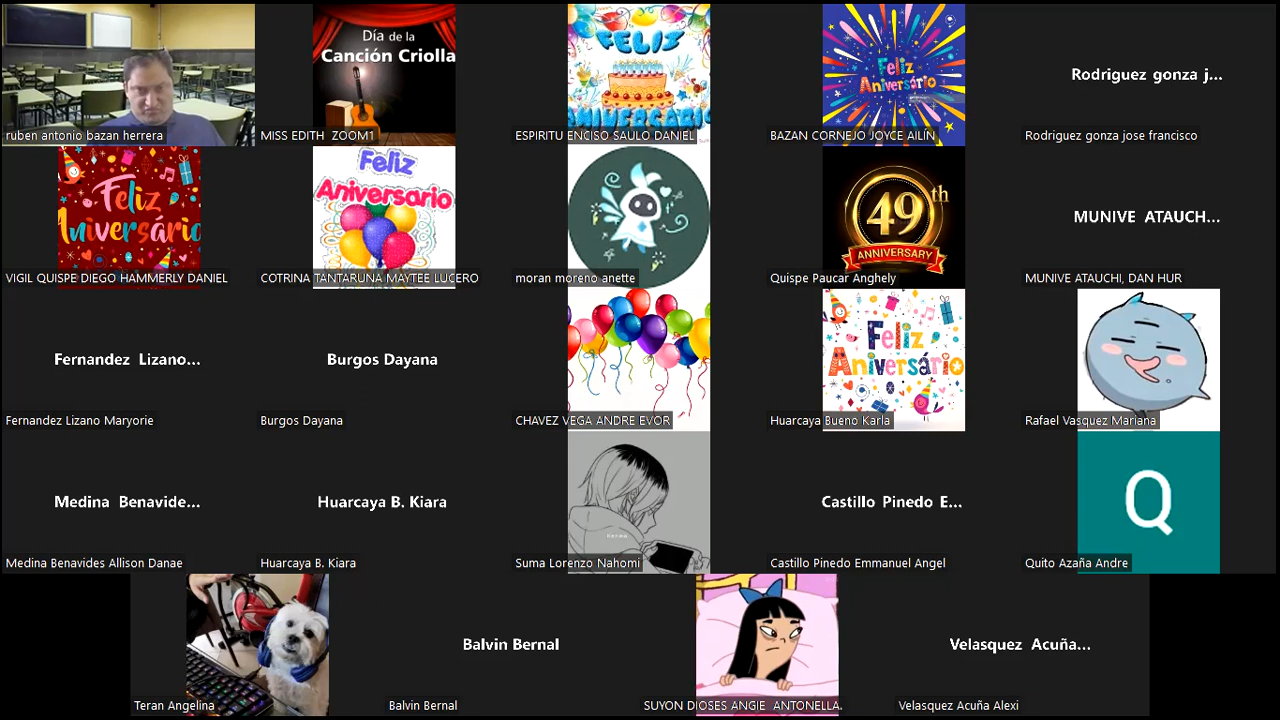 ruben antonio bazan herrera
Día de la
Canción Criolla
MISS EDITH ZOOM1
FELIZ
ANIVERSARIO
ESPIRITU ENCISO SAULO DANIEL
Feliz
Aniversário
BAZAN CORNEJO JOYCE AILÍN
Rodriguez gonza j...
Rodriguez gonza jose francisco
Feliz
Aniversário
VIGIL QUISPE DIEGO HAMMERLY DANIEL
Feliz
Aniversario
COTRINA TANTARUNA MAYTEE LUCERO
moran moreno anette
49th
ANNIVERSARY
Quispe Paucar Anghely
MUNIVE ATAUCH...
MUNIVE ATAUCHI, DAN HUR
Fernandez Lizano...
Fernandez Lizano Maryorie
Burgos Dayana
Burgos Dayana
CHAVEZ VEGA ANDRE EVOR
Feliz
Aniversário
Huarcaya Bueno Karla
Rafael Vasquez Mariana
Medina Benavide...
Medina Benavides Allison Danae
Huarcaya B. Kiara
Huarcaya B. Kiara
Suma Lorenzo Nahomi
Castillo Pinedo E...
Castillo Pinedo Emmanuel Angel
Q
Quito Azaña Andre
Teran Angelina
Balvin Bernal
Balvin Bernal
SUYON DIOSES ANGIE ANTONELLA.
Velasquez Acuña...
Velasquez Acuña Alexi